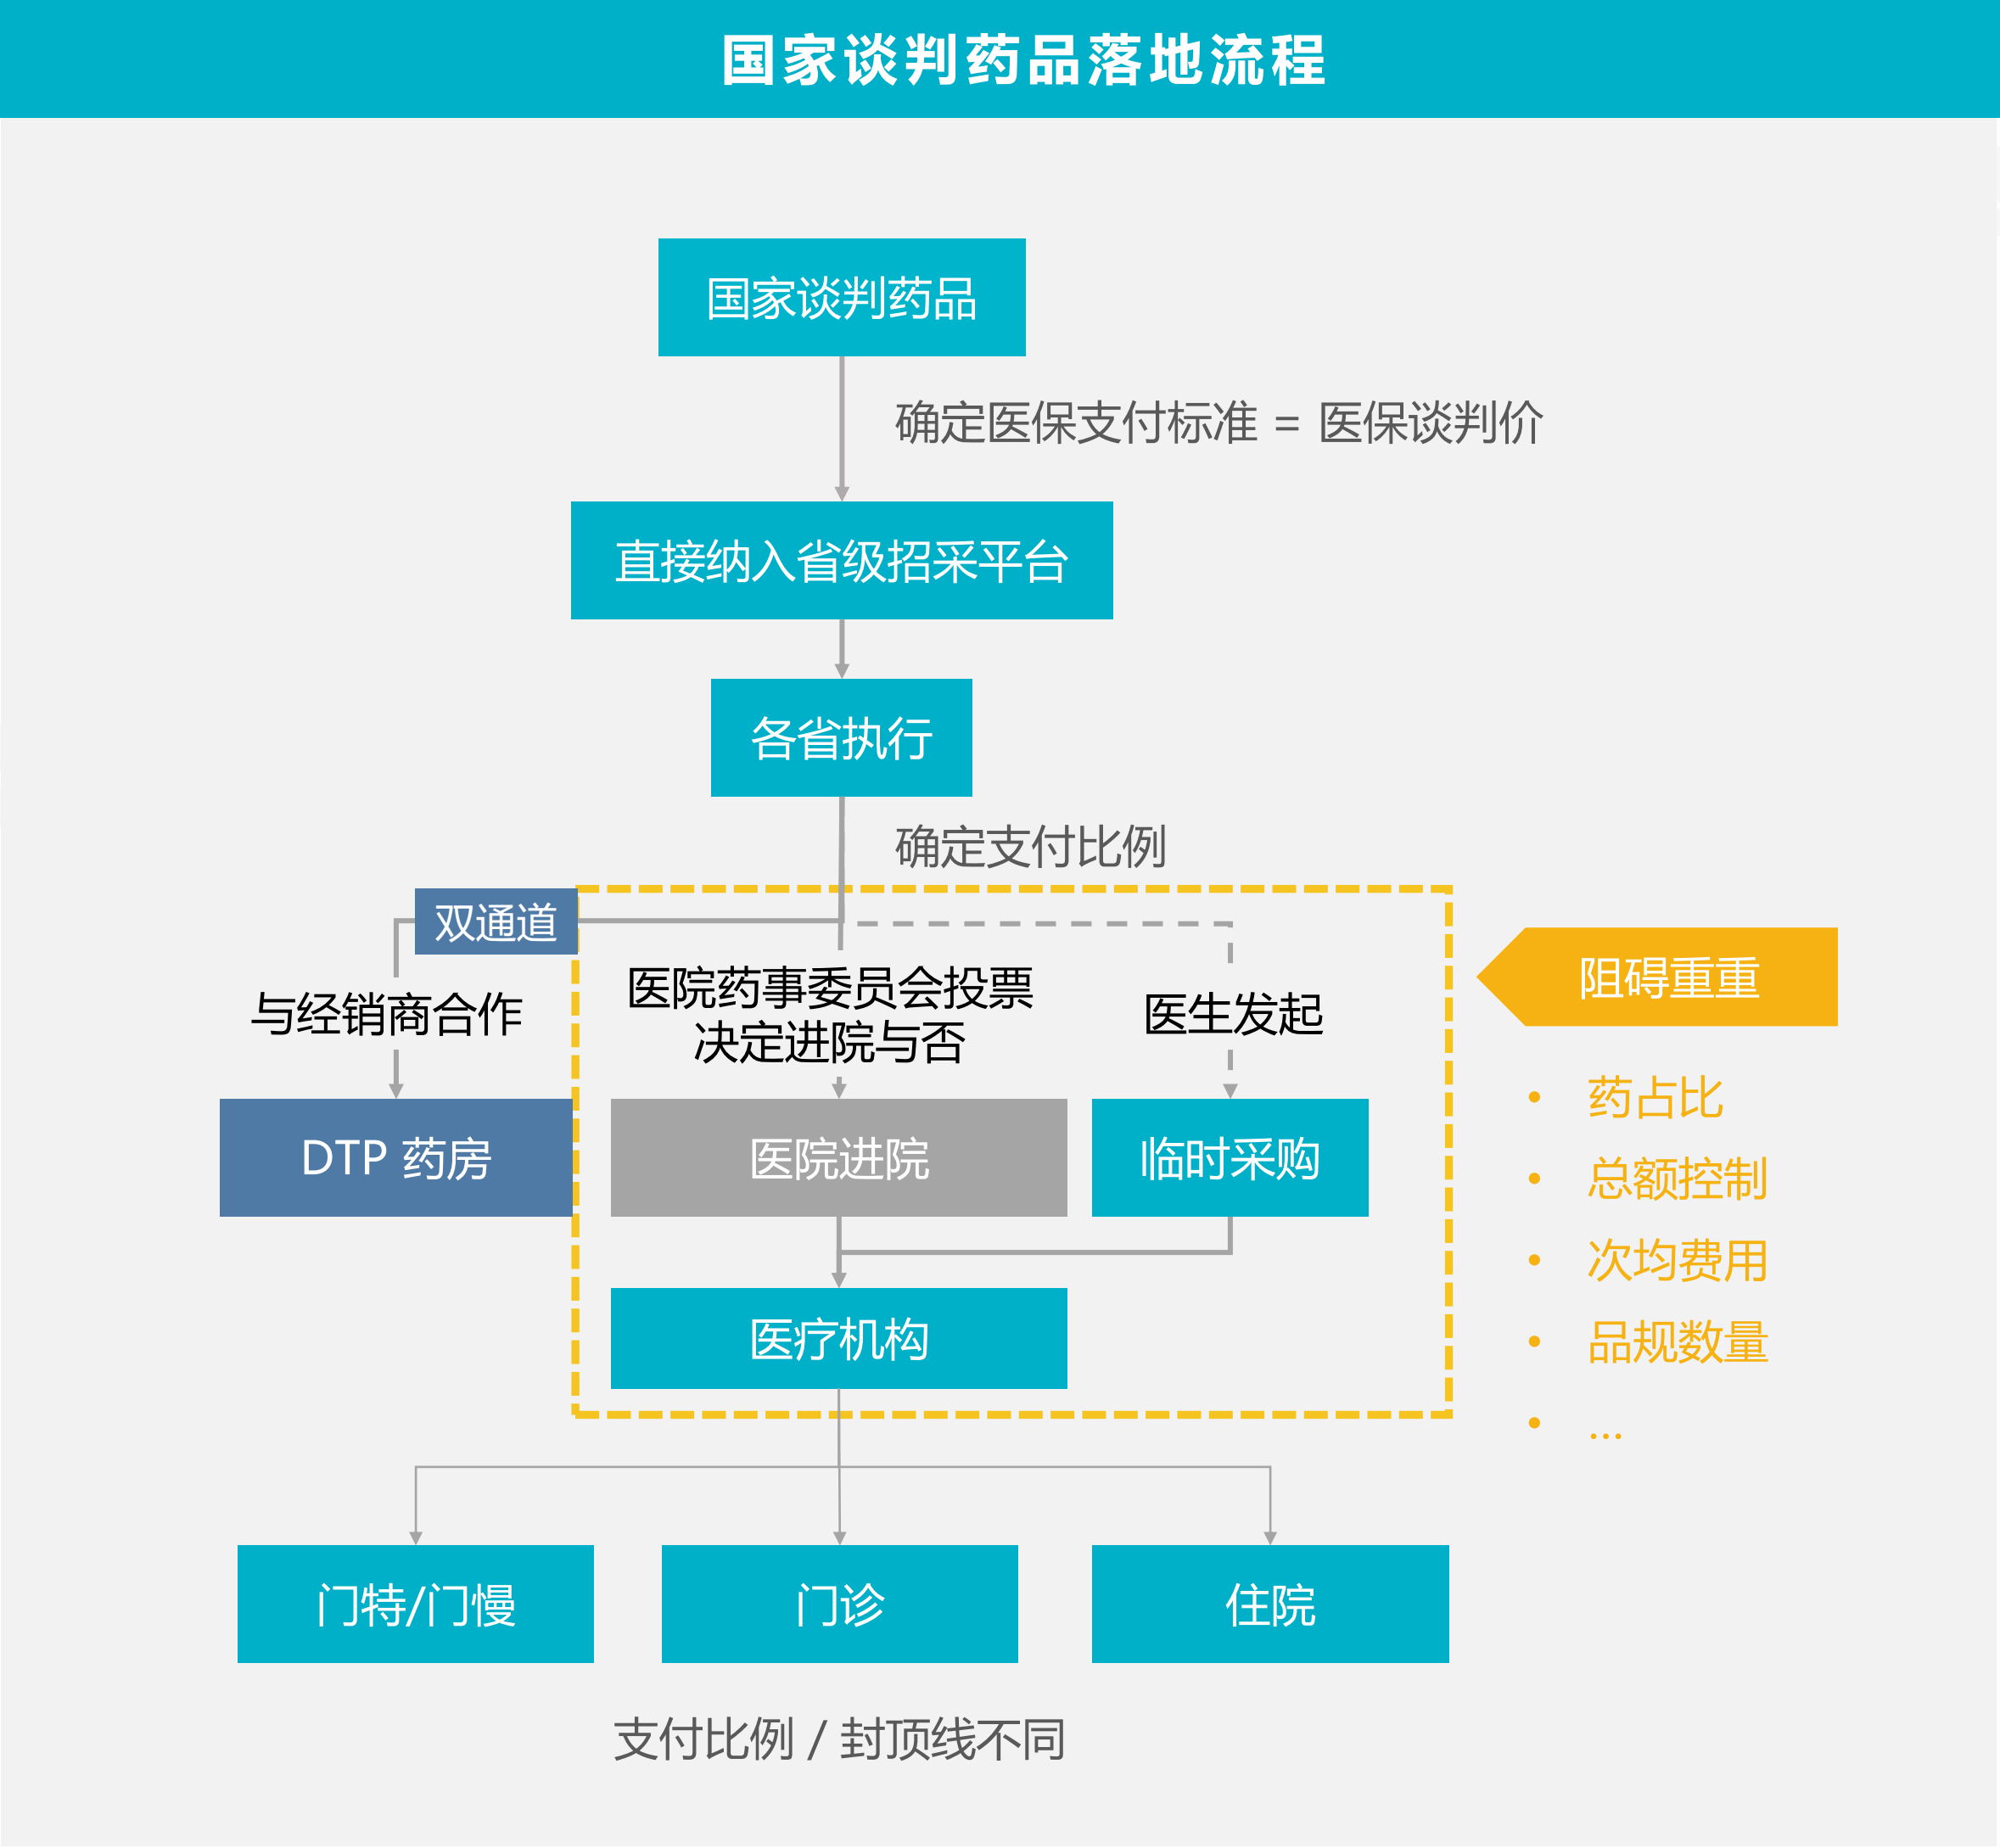 国家谈判药品落地流程
国家谈判药品
确定医保支付标准 = 医保谈判价
直接纳入省级招采平台
各省执行
确定支付比例
双通道
与经销商合作
医院药事委员会投票
决定进院与否
医生发起
阻碍重重
DTP 药房
医院进院
临时采购
• 药占比
• 总额控制
• 次均费用
• 品规数量
• ...
医疗机构
门特/门慢
门诊
住院
支付比例 / 封顶线不同